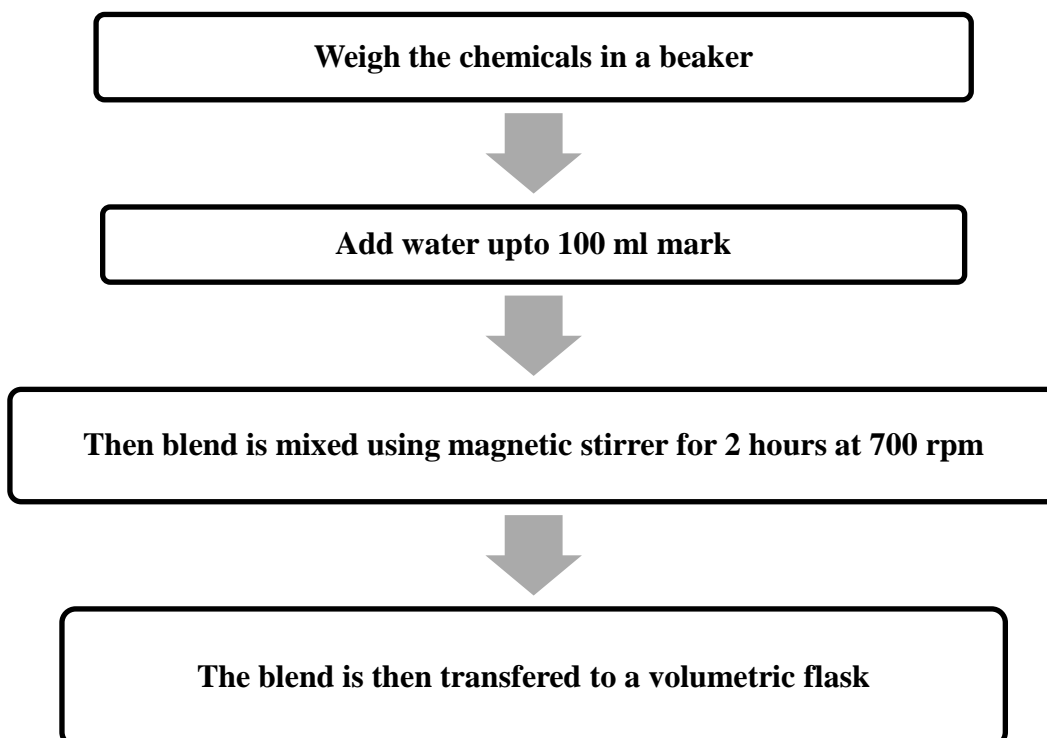 Weigh the chemicals in a beaker
Add water upto 100 ml mark
Then blend is mixed using magnetic stirrer for 2 hours at 700 rpm
The blend is then transfered to a volumetric flask